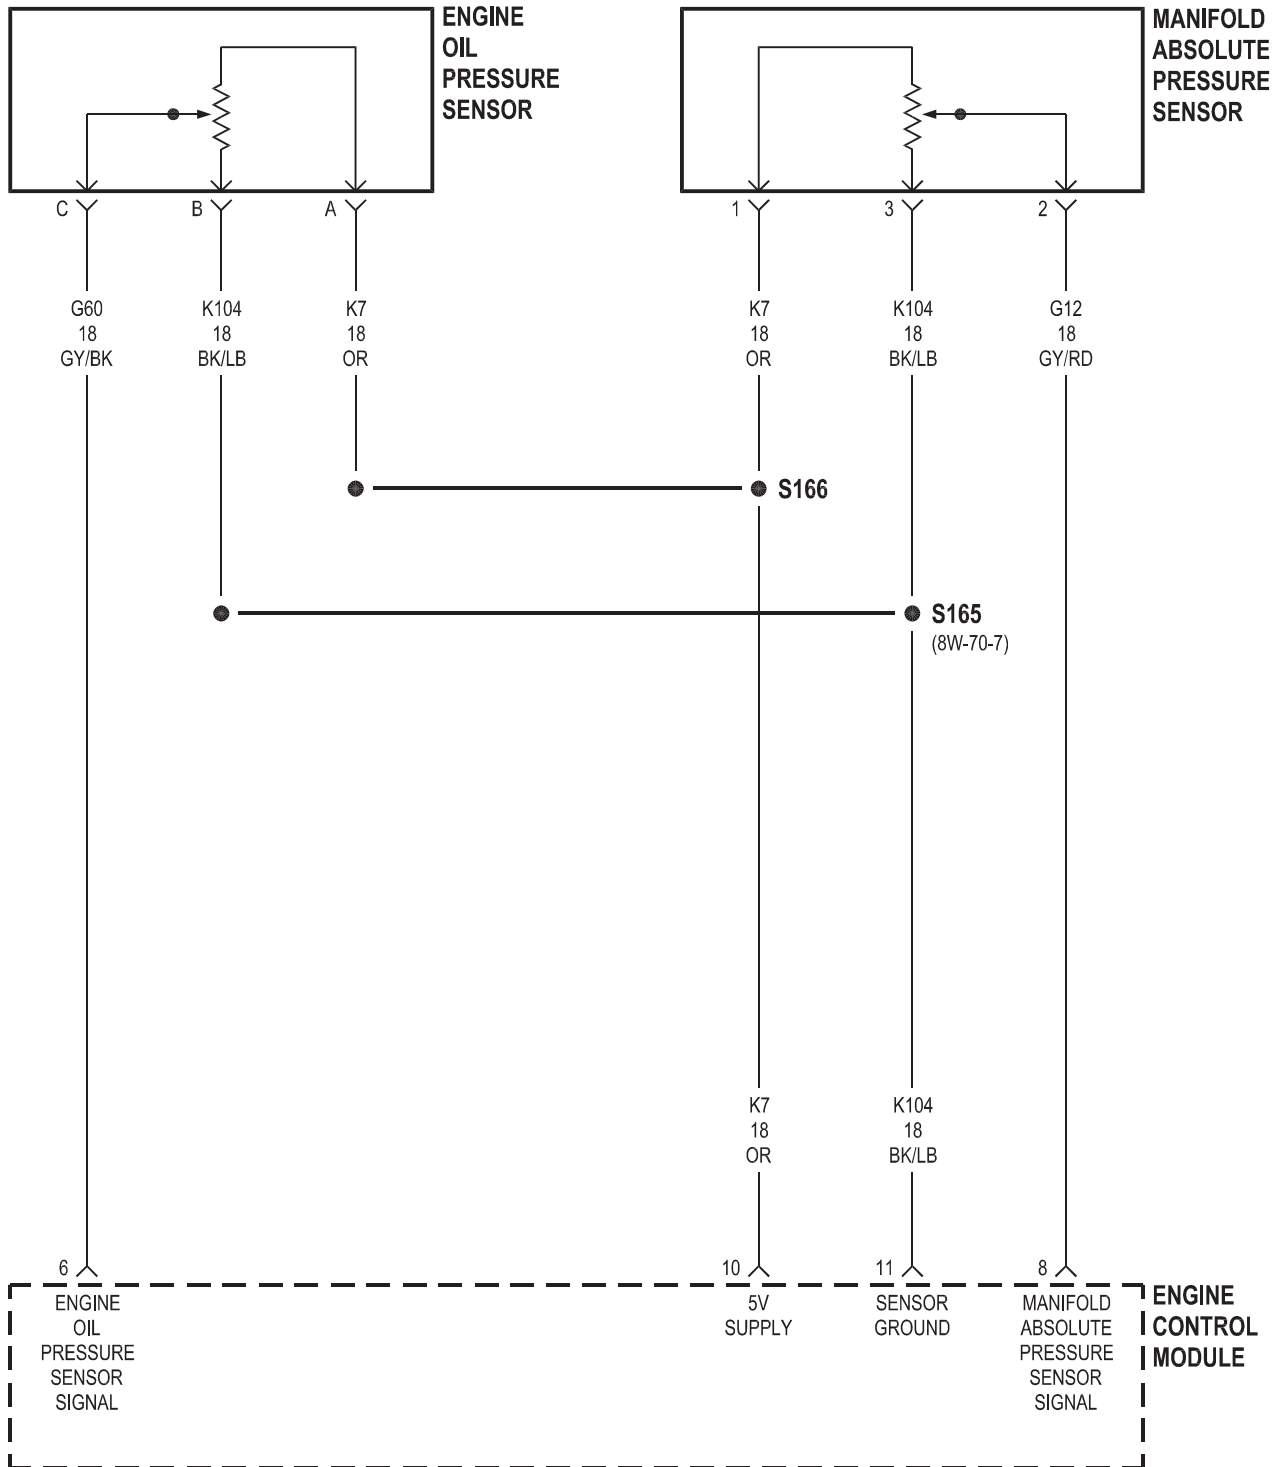 ENGINE
OIL
PRESSURE
SENSOR
MANIFOLD
ABSOLUTE
PRESSURE
SENSOR
C
B
A
1
3
2
G60
18
GY/BK
K104
18
BK/LB
K7
18
OR
K7
18
OR
K104
18
BK/LB
G12
18
GY/RD
S166
S165
(8W-70-7)
K7
18
OR
K104
18
BK/LB
6
10
11
8
ENGINE
OIL
PRESSURE
SENSOR
SIGNAL
5V
SUPPLY
SENSOR
GROUND
MANIFOLD
ABSOLUTE
PRESSURE
SENSOR
SIGNAL
ENGINE
CONTROL
MODULE